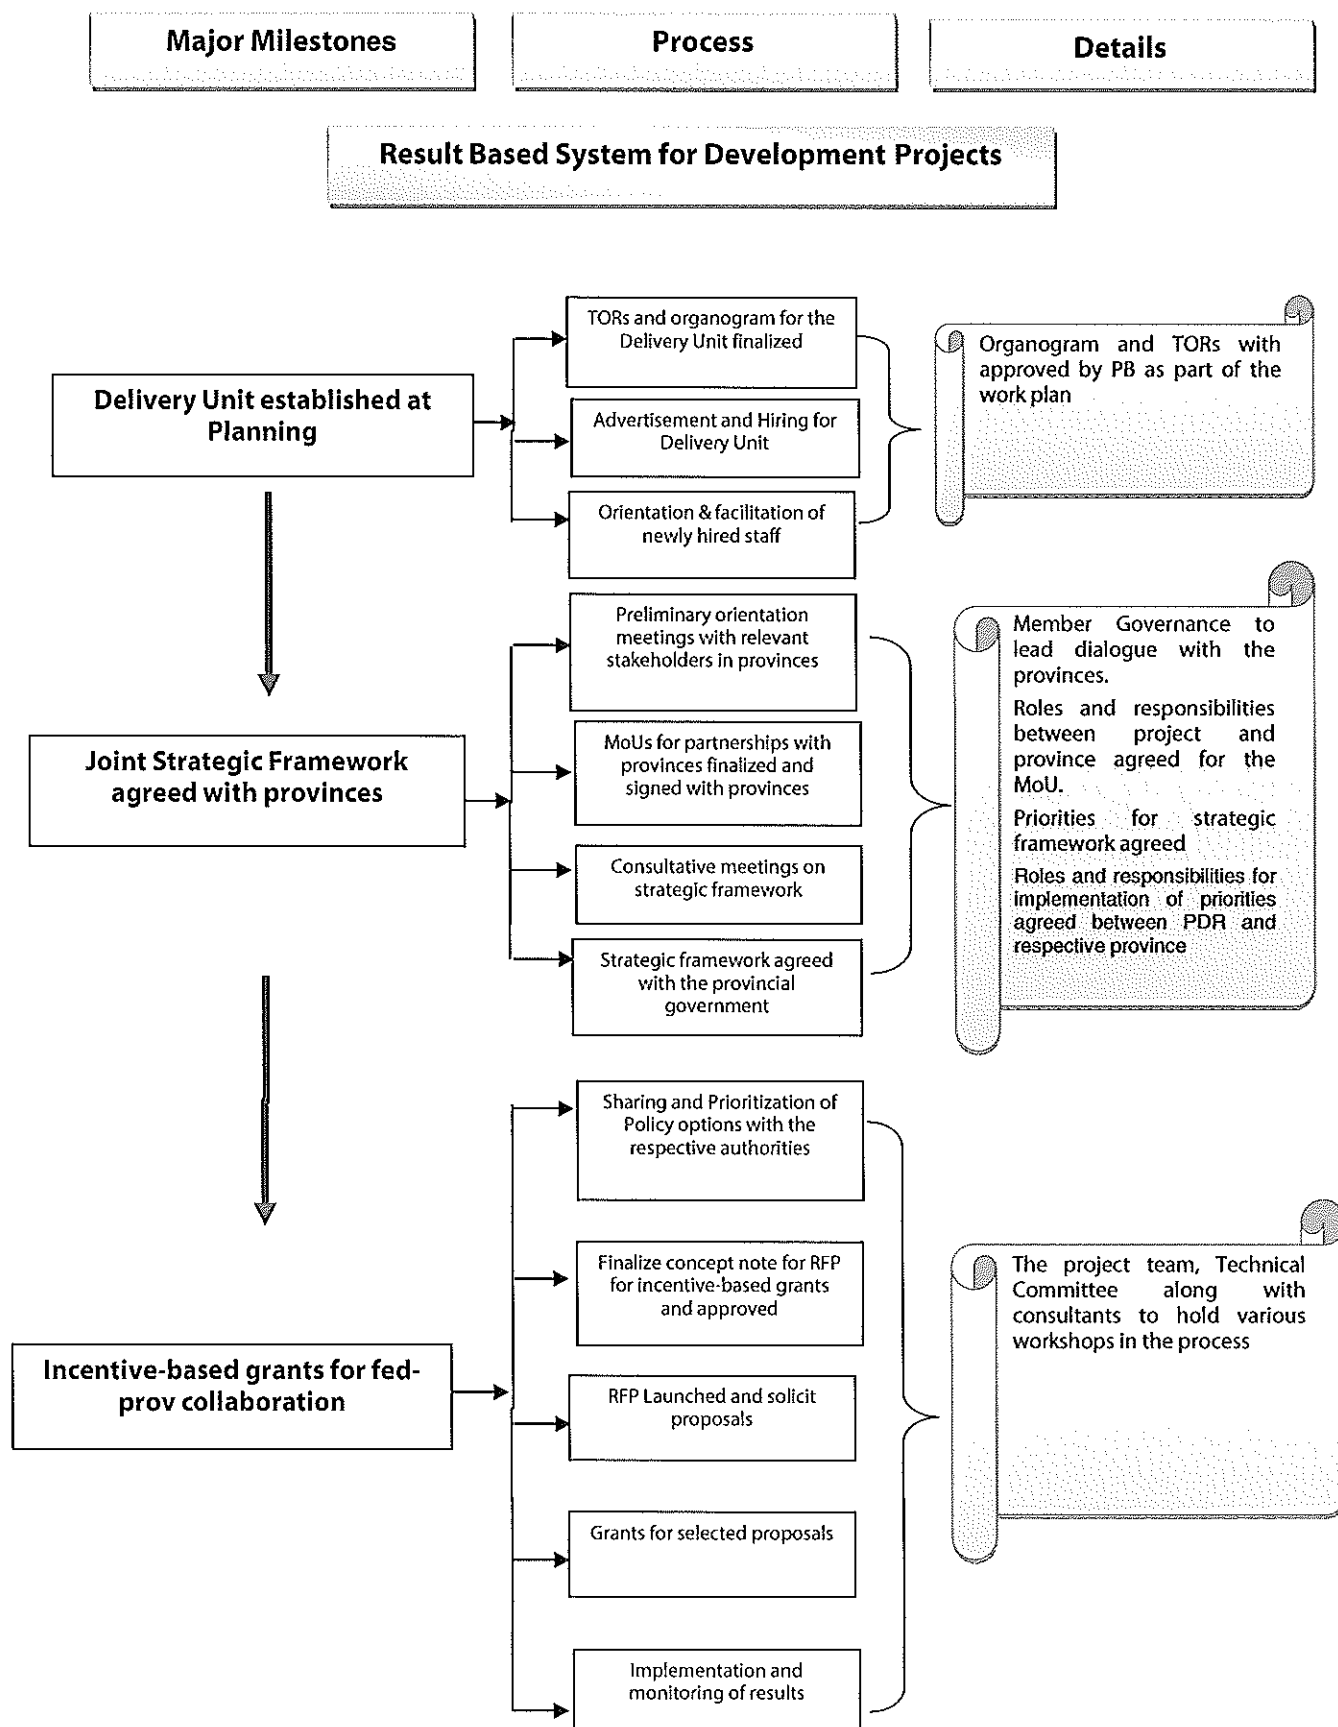 Major Milestones
Process
Details
Result Based System for Development Projects
TORs and organogram for the
Delivery Unit finalized
Delivery Unit established at
Planning
Advertisement and Hiring for
Delivery Unit
Orientation & facilitation of
newly hired staff
Organogram and TORs with
approved by PB as part of the
work plan
Preliminary orientation
meetings with relevant
stakeholders in provinces
Joint Strategic Framework
agreed with provinces
MoUs for partnerships with
provinces finalized and
signed with provinces
Consultative meetings on
strategic framework
Strategic framework agreed
with the provincial
government
Member Governance to
lead dialogue with the
provinces.
Roles and responsibilities
between project and
province agreed for the
MoU.
Priorities for strategic
framework agreed
Roles and responsibilities for
implementation of priorities
agreed between PDR and
respective province
Sharing and Prioritization of
Policy options with the
respective authorities
Finalize concept note for RFP
for incentive-based grants
and approved
Incentive-based grants for fed-
prov collaboration
RFP Launched and solicit
proposals
Grants for selected proposals
Implementation and
monitoring of results
The project team, Technical
Committee along with
consultants to hold various
workshops in the process